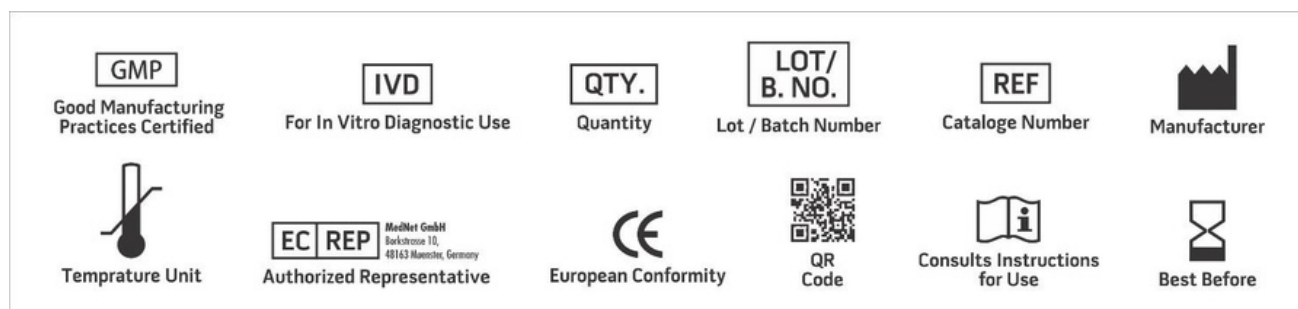 GMP
Good Manufacturing
Practices Certified
IVD
For In Vitro Diagnostic Use
QTY.
Quantity
LOT/
B. NO.
Lot / Batch Number
REF
Cataloge Number
Manufacturer
Temprature Unit
EC REP
MedNet GmbH
Borkstrasse 10,
48163 Muenster, Germany
Authorized Representative
CE
European Conformity
QR
Code
i
Consults Instructions
for Use
Best Before